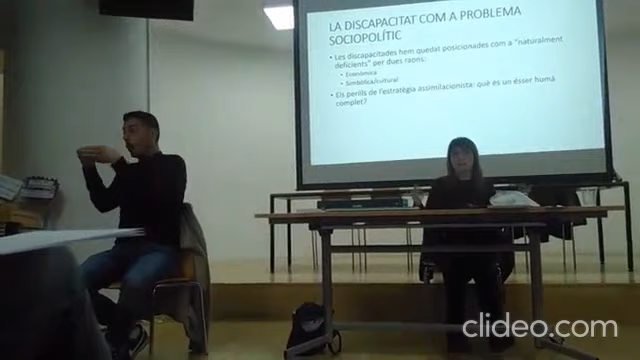 LA DISCAPACITAT COM A PROBLEMA
SOCIOPOLÍTIC
• Les discapacitades hem quedat posicionades com a "naturalment
deficients" per dues raons:
• Econòmica
• Simbòlica/cultural
• Els perills de l'estratègia assimilacionista: què és un ésser humà
complet?
clideo.com